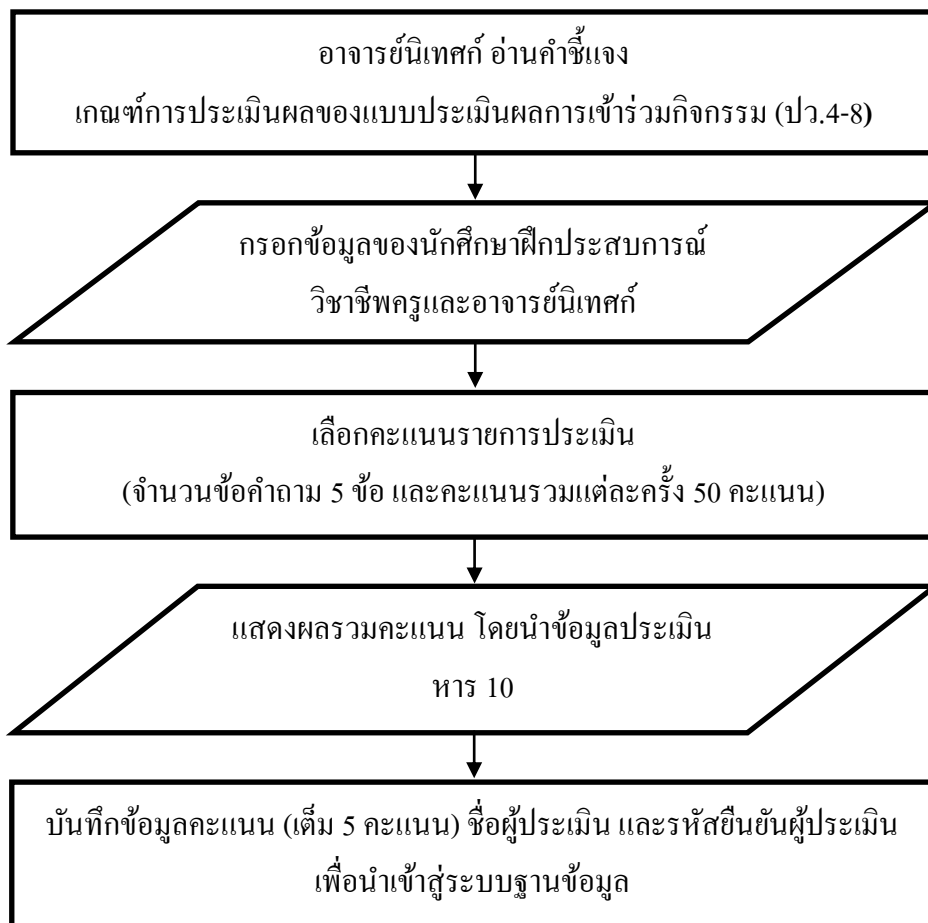 อาจารย์นิเทศก์ อ่านคำชี้แจง
เกณฑ์การประเมินผลของแบบประเมินผลการเข้าร่วมกิจกรรม (ปว.4-8)
กรอกข้อมูลของนักศึกษาฝึกประสบการณ์
วิชาชีพครูและอาจารย์นิเทศก์
เลือกคะแนนรายการประเมิน
(จำนวนข้อคำถาม 5 ข้อ และคะแนนรวมแต่ละครั้ง 50 คะแนน)
แสดงผลรวมคะแนน โดยนำข้อมูลประเมิน
หาร 10
บันทึกข้อมูลคะแนน (เต็ม 5 คะแนน) ชื่อผู้ประเมิน และรหัสยืนยันผู้ประเมิน
เพื่อนำเข้าสู่ระบบฐานข้อมูล